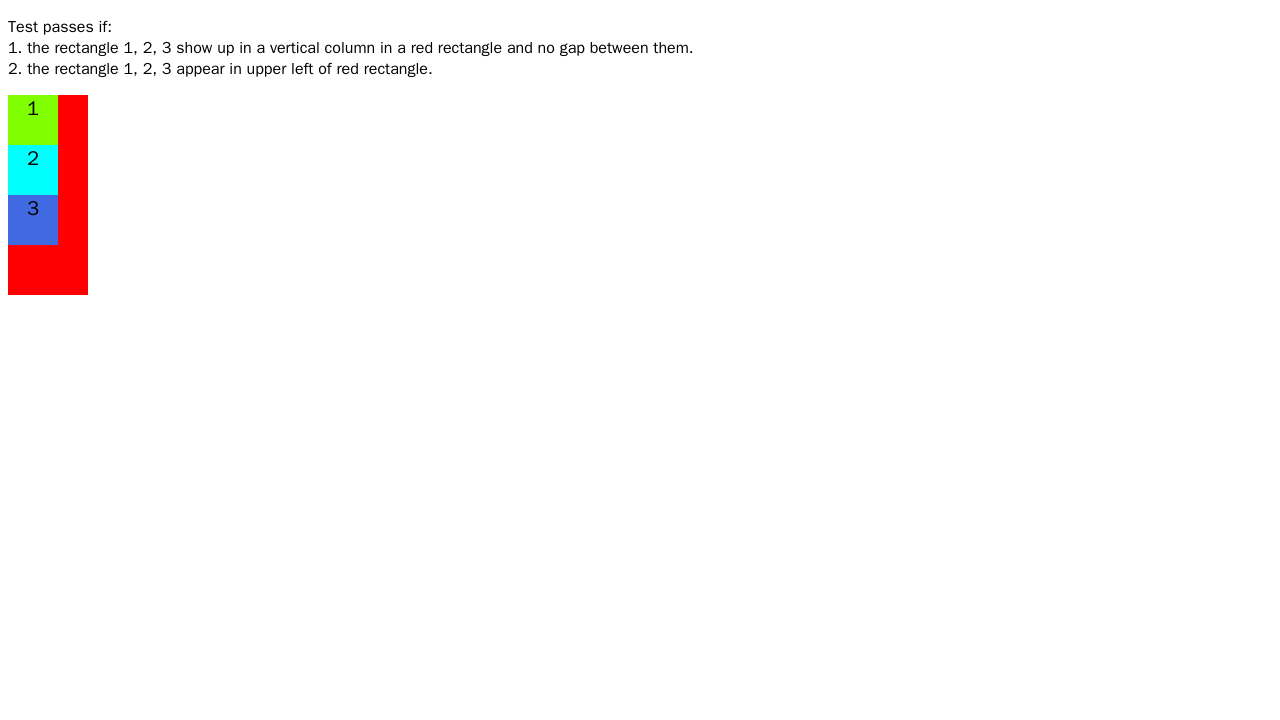 Test passes if:
1. the rectangle 1, 2, 3 show up in a vertical column in a red rectangle and no gap between them.
2. the rectangle 1, 2, 3 appear in upper left of red rectangle.
1
2
3